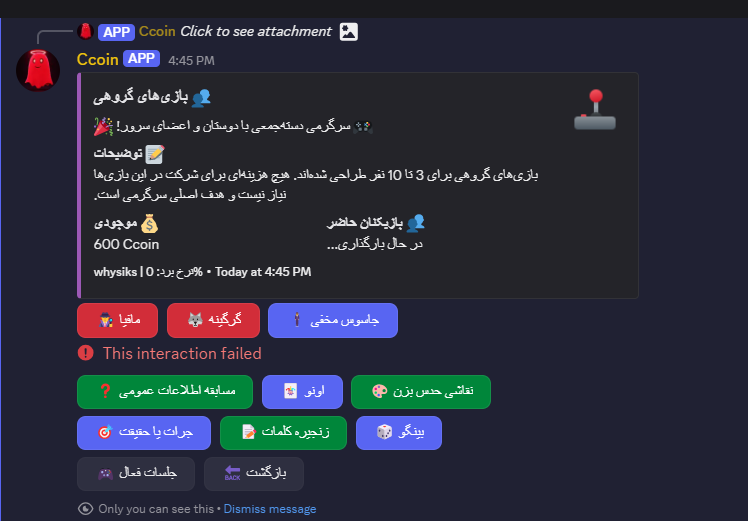 APP Ccoin Click to see attachment
Ccoin APP 4:45 PM
بازی‌های گروهی
سرگرمی دسته‌جمعی با دوستان و اعضای سرور!
توضیحات
بازی‌های گروهی برای 3 تا 10 نفر طراحی شده‌اند. هیچ هزینه‌ای برای شرکت در این بازی‌ها
نیاز نیست و هدف اصلی سرگرمی است.
موجودی بازیکنان حاضر
600 Ccoin در حال بارگذاری...
whysiks | نرخ برد: 0% • Today at 4:45 PM
مافیا گرگینه جاسوس مخفی
This interaction failed
مسابقه اطلاعات عمومی اونو نقاشی حدس بزن
جرات یا حقیقت زنجیره کلمات بینگو
جلسات فعال BACK بازگشت
Only you can see this • Dismiss message